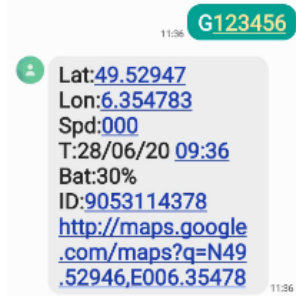 G123456
11:36
Lat:49.52947
Lon:6.354783
Spd:000
T:28/06/20 09:36
Bat:30%
ID:9053114378
http://maps.google
.com/maps?q=N49
.52946,E006.35478
11:36